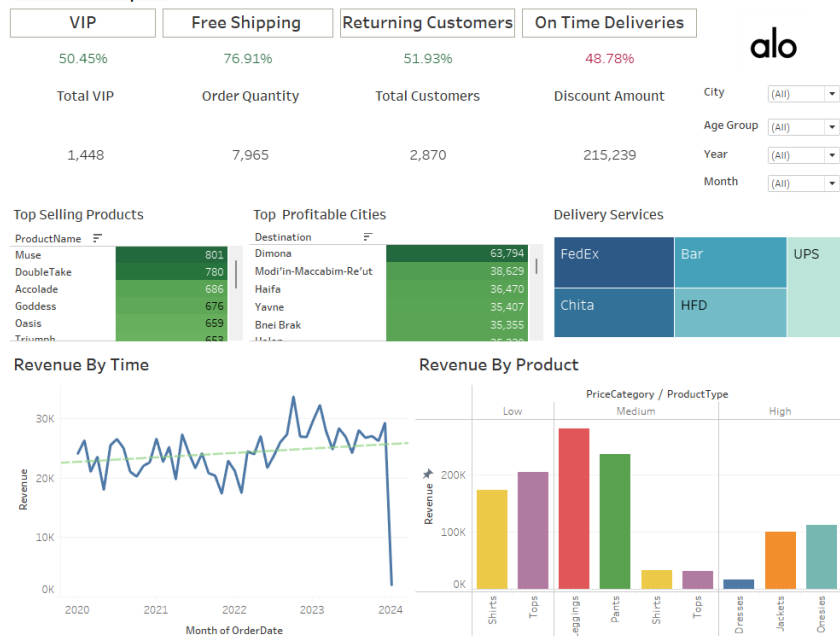 VIP
Free Shipping
Returning Customers
On Time Deliveries
alo
50.45%
76.91%
51.93%
48.78%
Total VIP
Order Quantity
Total Customers
Discount Amount
City
(All)
Age Group
(All)
Year
(All)
Month
(All)
1,448
7,965
2,870
215,239
Top Selling Products
ProductName
Muse 801
DoubleTake 780
Accolade 686
Goddess 676
Oasis 659
Triumph 653
Top Profitable Cities
Destination
Dimona 63,794
Modi'in-Maccabim-Re'ut 38,629
Haifa 36,470
Yavne 35,407
Bnei Brak 35,355
Delivery Services
FedEx
Bar
UPS
Chita
HFD
Revenue By Time
Revenue
30K
20K
10K
0K
2020
2021
2022
2023
2024
Month of OrderDate
Revenue By Product
PriceCategory / ProductType
Low
Medium
High
Revenue
200K
100K
0K
Shirts
Tops
Leggings
Pants
Shirts
Tops
Dresses
Jackets
Onesies